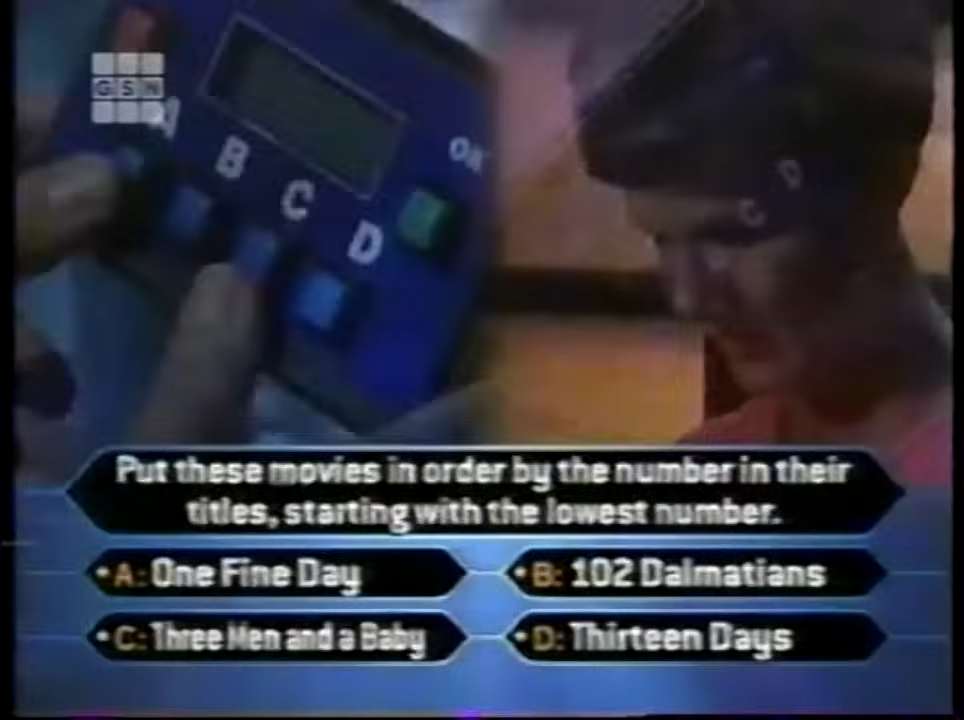 GSN
A
B
C
D
OK
Put these movies in order by the number in their
titles, starting with the lowest number.
A: One Fine Day
B: 102 Dalmatians
C: Three Men and a Baby
D: Thirteen Days